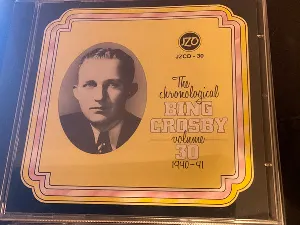 JZO
JZCD-30
The
chronological
BING
CROSBY
volume
30
1940-41